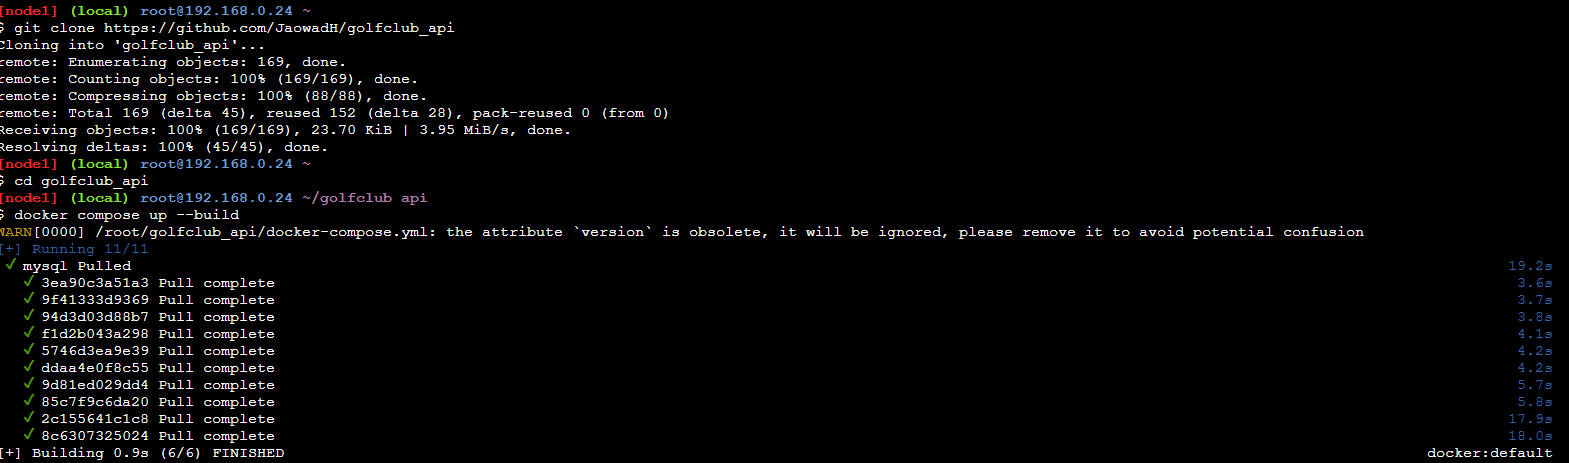 [node1] (local) root@192.168.0.24 ~
$ git clone https://github.com/JaowadH/golfclub_api
Cloning into 'golfclub_api'...
remote: Enumerating objects: 169, done.
remote: Counting objects: 100% (169/169), done.
remote: Compressing objects: 100% (88/88), done.
remote: Total 169 (delta 45), reused 152 (delta 28), pack-reused 0 (from 0)
Receiving objects: 100% (169/169), 23.70 KiB | 3.95 MiB/s, done.
Resolving deltas: 100% (45/45), done.
[node1] (local) root@192.168.0.24 ~
$ cd golfclub_api
[node1] (local) root@192.168.0.24 ~/golfclub api
$ docker compose up --build
WARN[0000] /root/golfclub_api/docker-compose.yml: the attribute `version` is obsolete, it will be ignored, please remove it to avoid potential confusion
[+] Running 11/11
✓ mysql Pulled 19.2s
✓ 3ea90c3a51a3 Pull complete 3.6s
✓ 9f41333d9369 Pull complete 3.7s
✓ 94d3d03d88b7 Pull complete 3.8s
✓ f1d2b043a298 Pull complete 4.1s
✓ 5746d3ea9e39 Pull complete 4.2s
✓ ddaa4e0f8c55 Pull complete 4.2s
✓ 9d81ed029dd4 Pull complete 5.7s
✓ 85c7f9c6da20 Pull complete 5.8s
✓ 2c155641c1c8 Pull complete 17.9s
✓ 8c6307325024 Pull complete 18.0s
[+] Building 0.9s (6/6) FINISHED docker:default